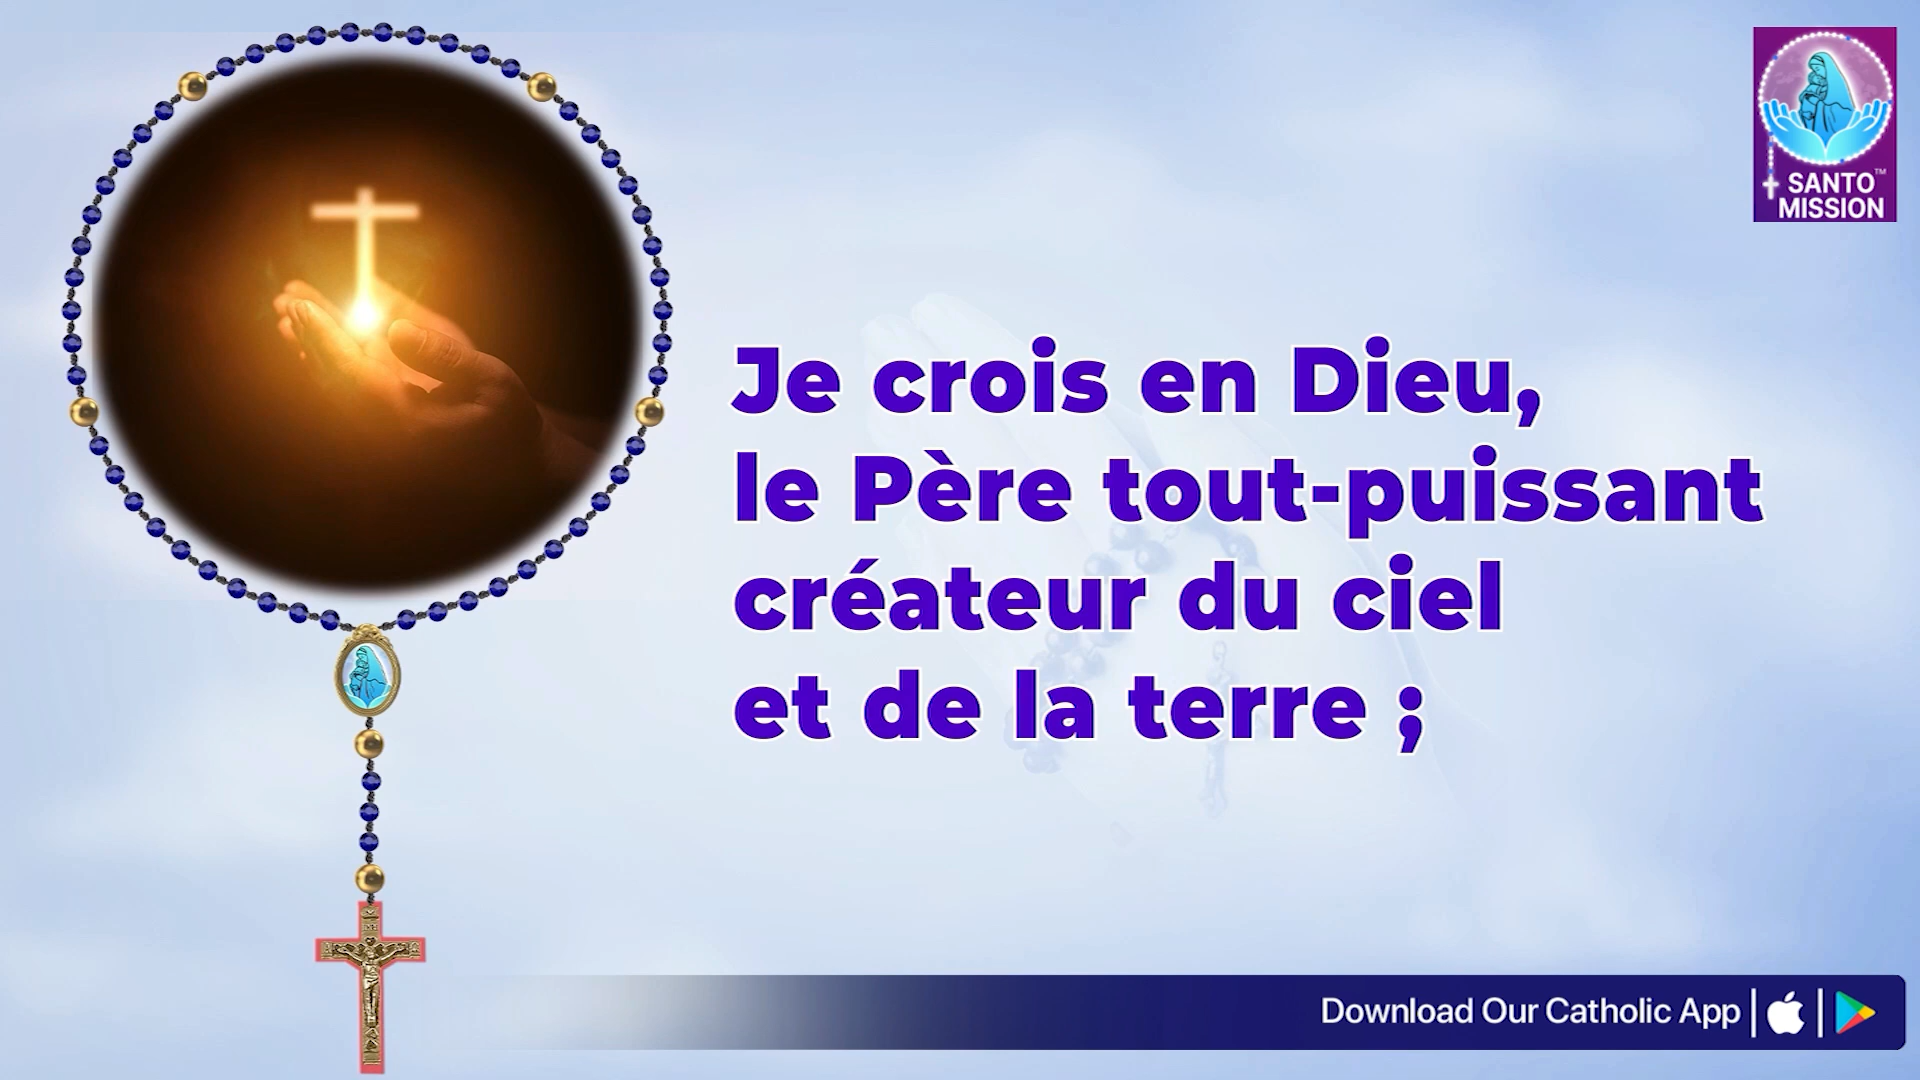 SANTO™
MISSION
Je crois en Dieu,
le Père tout-puissant
créateur du ciel
et de la terre ;
Download Our Catholic App